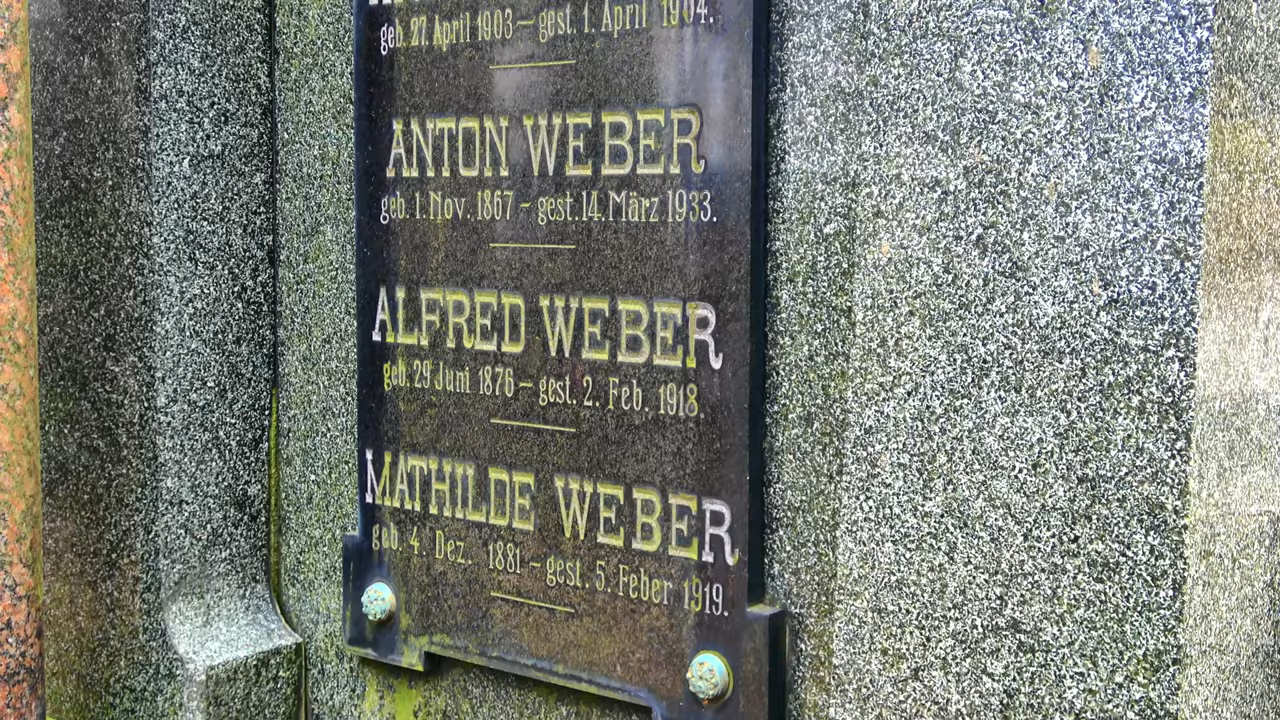 geb. 27. April 1903 – gest. 1. April 1904.
ANTON WEBER
geb. 1. Nov. 1867 – gest. 14. März 1933.
ALFRED WEBER
geb. 29 Juni 1876 – gest. 2. Feb. 1918.
MATHILDE WEBER
geb. 4. Dez. 1881 – gest. 5. Feber 1919.